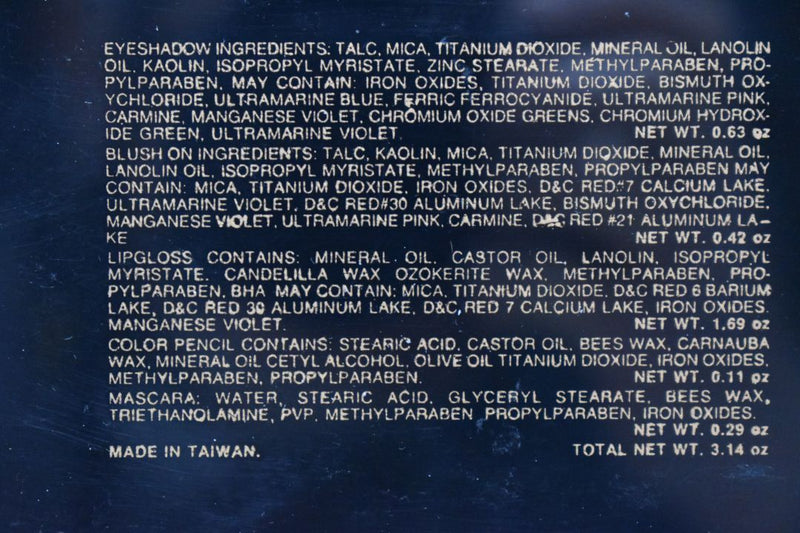 EYESHADOW INGREDIENTS: TALC, MICA, TITANIUM DIOXIDE, MINERAL OIL, LANOLIN
OIL, KAOLIN, ISOPROPYL MYRISTATE, ZINC STEARATE, METHYLPARABEN, PRO-
PYLPARABEN, MAY CONTAIN: IRON OXIDES, TITANIUM DIOXIDE, BISMUTH OX-
YCHLORIDE, ULTRAMARINE BLUE, FERRIC FERROCYANIDE, ULTRAMARINE PINK,
CARMINE, MANGANESE VIOLET, CHROMIUM OXIDE GREENS, CHROMIUM HYDROX-
IDE GREEN, ULTRAMARINE VIOLET. NET WT. 0.63 oz
BLUSH ON INGREDIENTS: TALC, KAOLIN, MICA, TITANIUM DIOXIDE, MINERAL OIL,
LANOLIN OIL, ISOPROPYL MYRISTATE, METHYLPARABEN, PROPYLPARABEN MAY
CONTAIN: MICA, TITANIUM DIOXIDE, IRON OXIDES, D&C RED#7 CALCIUM LAKE,
ULTRAMARINE VIOLET, D&C RED#30 ALUMINUM LAKE, BISMUTH OXYCHLORIDE,
MANGANESE VIOLET, ULTRAMARINE PINK, CARMINE, D&C RED #21 ALUMINUM LA-
KE NET WT. 0.42 oz
LIPGLOSS CONTAINS: MINERAL OIL, CASTOR OIL, LANOLIN, ISOPROPYL
MYRISTATE. CANDELILLA WAX OZOKERITE WAX, METHYLPARABEN, PRO-
PYLPARABEN, BHA MAY CONTAIN: MICA, TITANIUM DIOXIDE, D&C RED 6 BARIUM
LAKE, D&C RED 30 ALUMINUM LAKE, D&C RED 7 CALCIUM LAKE, IRON OXIDES.
MANGANESE VIOLET. NET WT. 1.69 oz
COLOR PENCIL CONTAINS: STEARIC ACID, CASTOR OIL, BEES WAX, CARNAUBA
WAX, MINERAL OIL CETYL ALCOHOL, OLIVE OIL TITANIUM DIOXIDE, IRON OXIDES,
METHYLPARABEN, PROPYLPARABEN. NET WT. 0.11 oz
MASCARA: WATER, STEARIC ACID, GLYCERYL STEARATE, BEES WAX,
TRIETHANOLAMINE, PVP, METHYLPARABEN PROPYLPARABEN, IRON OXIDES.
NET WT. 0.29 oz
MADE IN TAIWAN. TOTAL NET WT. 3.14 oz